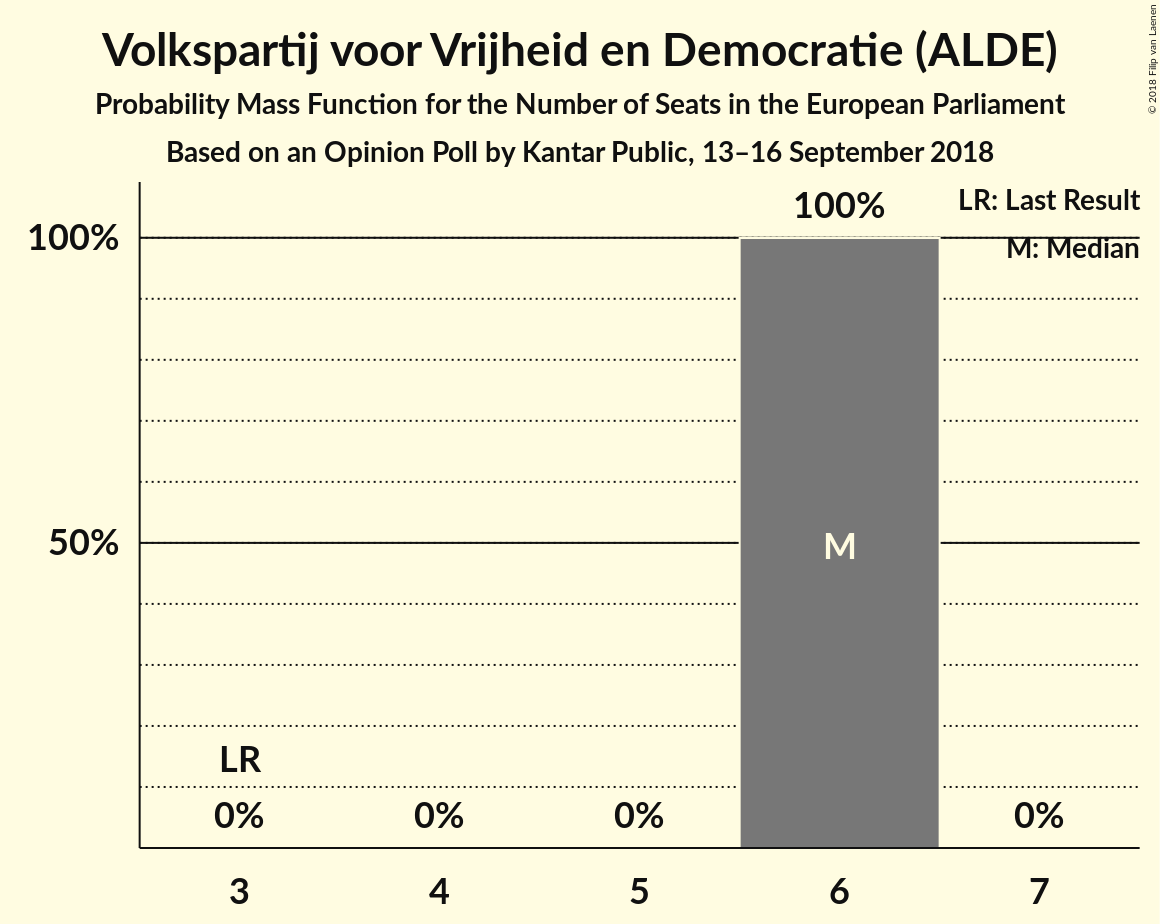 Volkspartij voor Vrijheid en Democratie (ALDE)
Probability Mass Function for the Number of Seats in the European Parliament
Based on an Opinion Poll by Kantar Public, 13–16 September 2018
© 2018 Filip van Laenen
LR: Last Result
M: Median
100%
100%
50%
M
LR
0%
0%
0%
0%
3
4
5
6
7